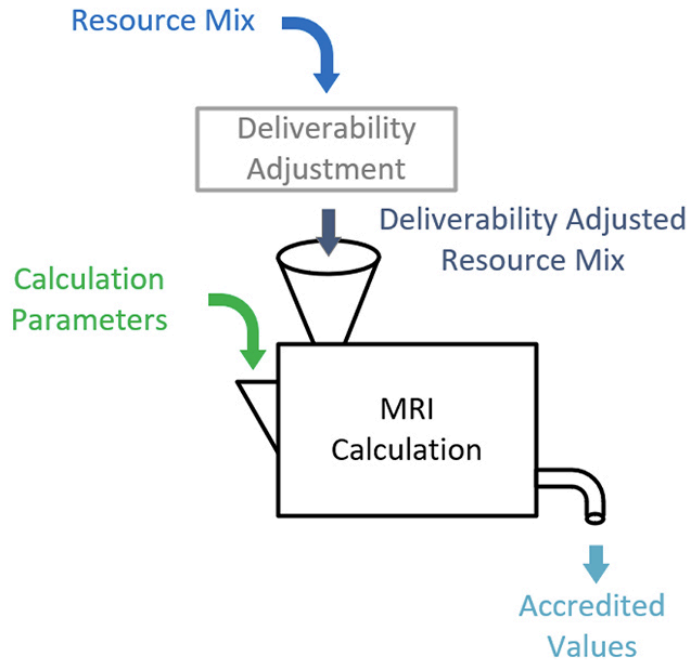 Resource Mix
Deliverability
Adjustment
Deliverability Adjusted
Resource Mix
Calculation
Parameters
MRI
Calculation
Accredited
Values